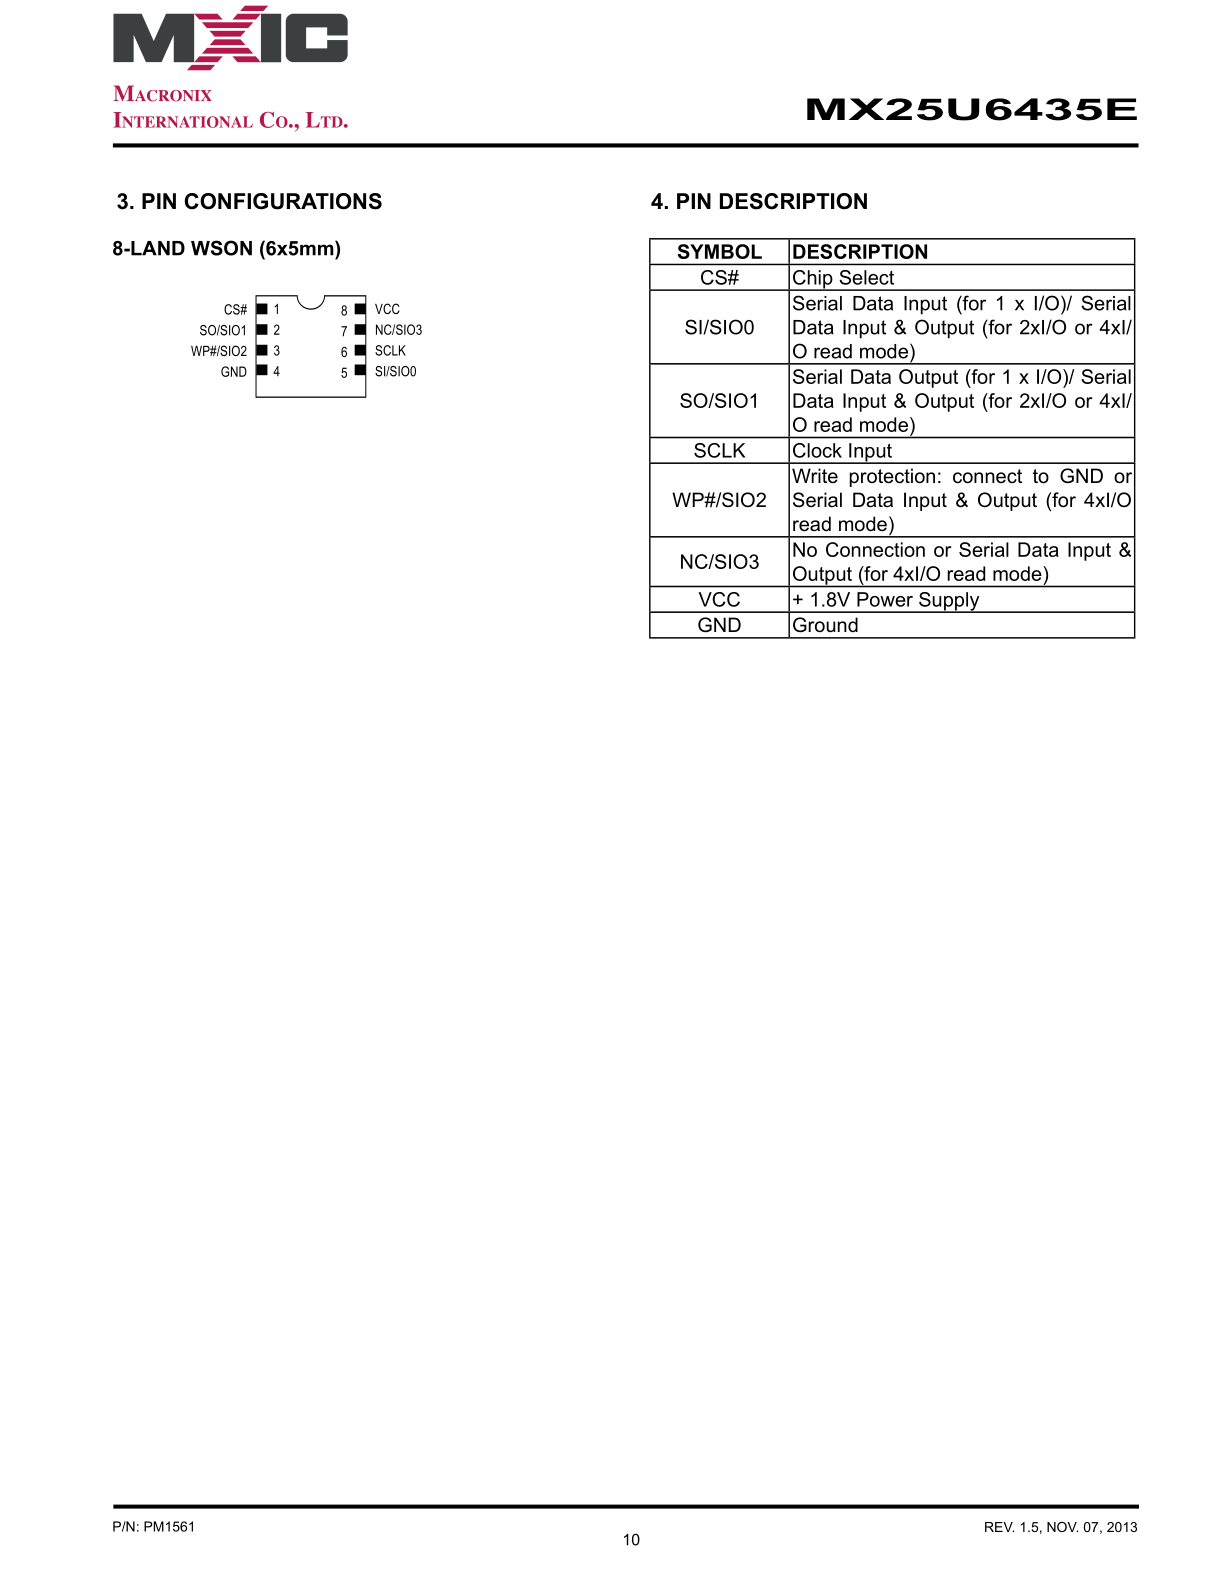 MXIC
MACRONIX
INTERNATIONAL CO., LTD.
MX25U6435E
3. PIN CONFIGURATIONS
8-LAND WSON (6x5mm)
CS# 1 8 VCC
SO/SIO1 2 7 NC/SIO3
WP#/SIO2 3 6 SCLK
GND 4 5 SI/SIO0
4. PIN DESCRIPTION
SYMBOL DESCRIPTION
CS# Chip Select
SI/SIO0
Serial Data Input (for 1 x I/O)/ Serial
Data Input & Output (for 2xI/O or 4xI/
O read mode)
SO/SIO1
Serial Data Output (for 1 x I/O)/ Serial
Data Input & Output (for 2xI/O or 4xI/
O read mode)
SCLK Clock Input
WP#/SIO2
Write protection: connect to GND or
Serial Data Input & Output (for 4xI/O
read mode)
NC/SIO3
No Connection or Serial Data Input &
Output (for 4xI/O read mode)
VCC + 1.8V Power Supply
GND Ground
P/N: PM1561
10
REV. 1.5, NOV. 07, 2013